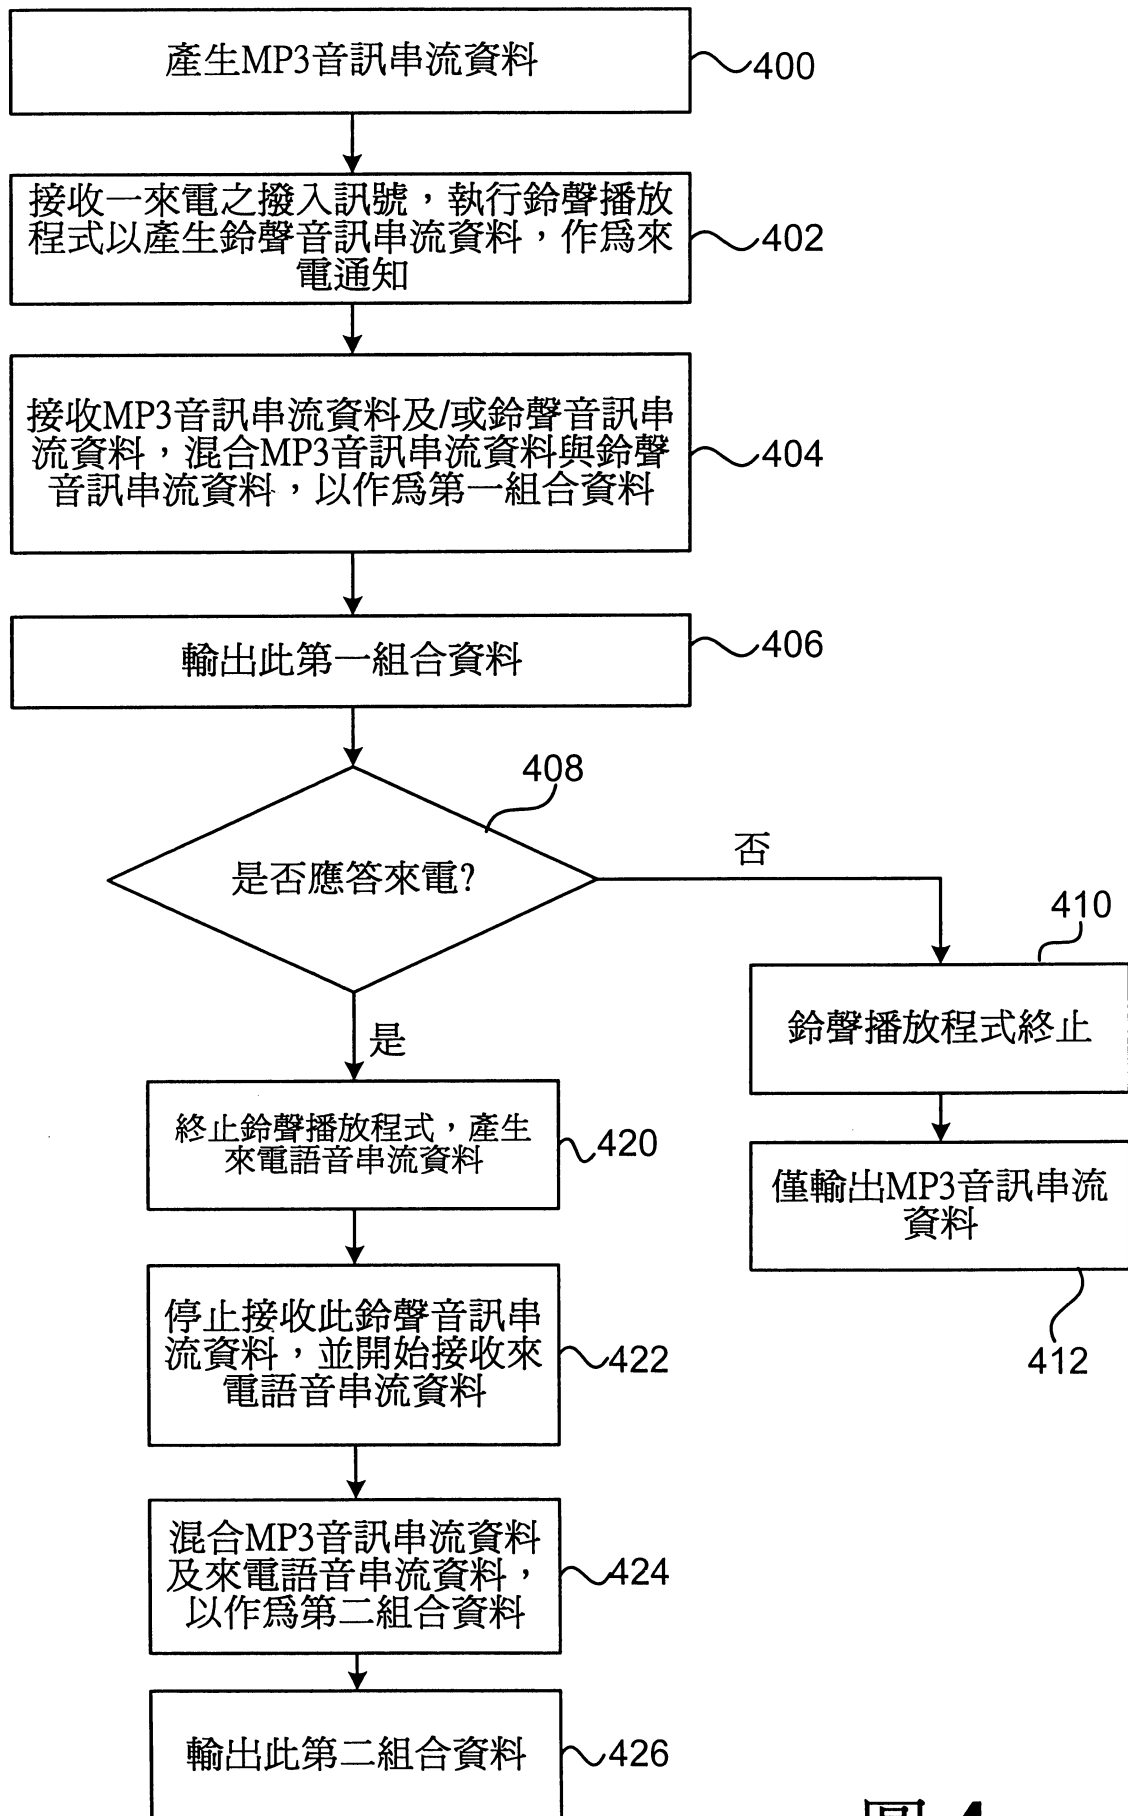 產生MP3音訊串流資料
400
接收一來電之撥入訊號，執行鈴聲播放
程式以產生鈴聲音訊串流資料，作為來
電通知
402
接收MP3音訊串流資料及/或鈴聲音訊串
流資料，混合MP3音訊串流資料與鈴聲
音訊串流資料，以作為第一組合資料
404
輸出此第一組合資料
406
408
是否應答來電?
否
410
鈴聲播放程式終止
是
終止鈴聲播放程式，產生
來電語音串流資料
420
僅輸出MP3音訊串流
資料
412
停止接收此鈴聲音訊串
流資料，並開始接收來
電語音串流資料
422
混合MP3音訊串流資料
及來電語音串流資料，
以作為第二組合資料
424
輸出此第二組合資料
426
圖 4